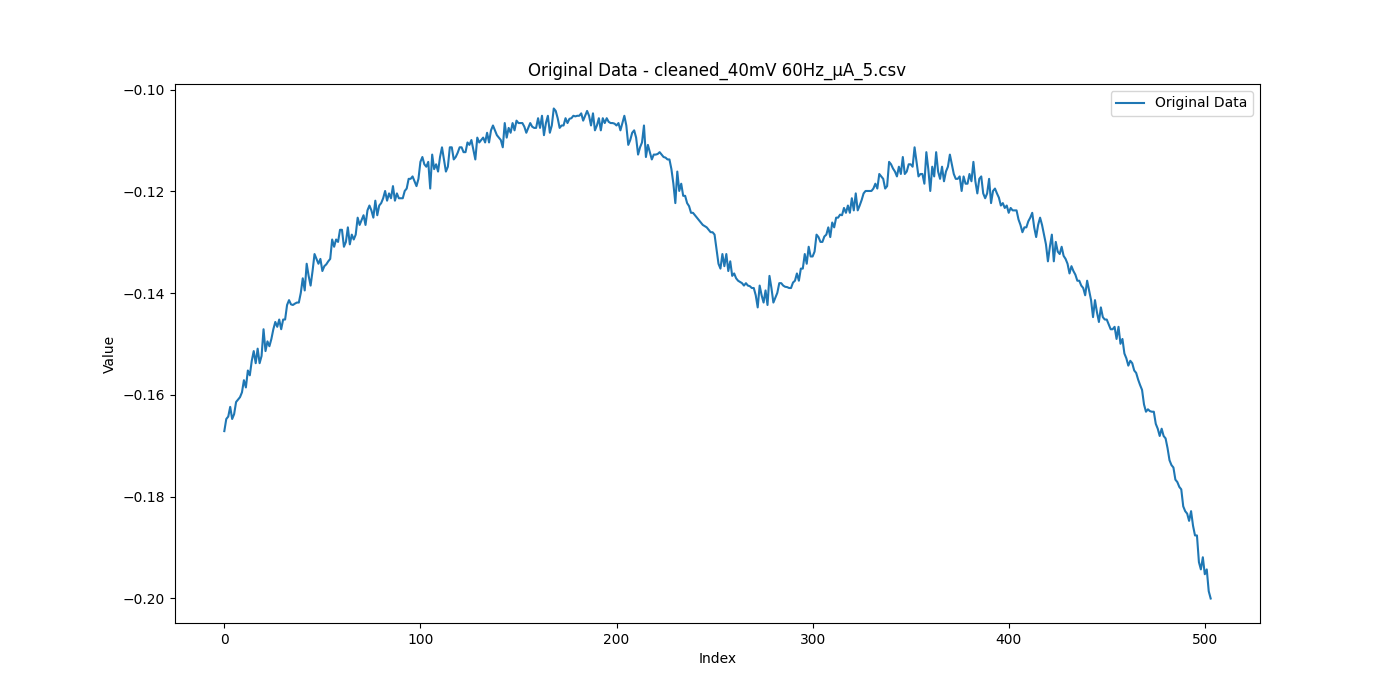 Original Data - cleaned_40mV 60Hz_µA_5.csv
Original Data
−0.10
−0.12
−0.14
−0.16
−0.18
−0.20
Value
0 100 200 300 400 500
Index